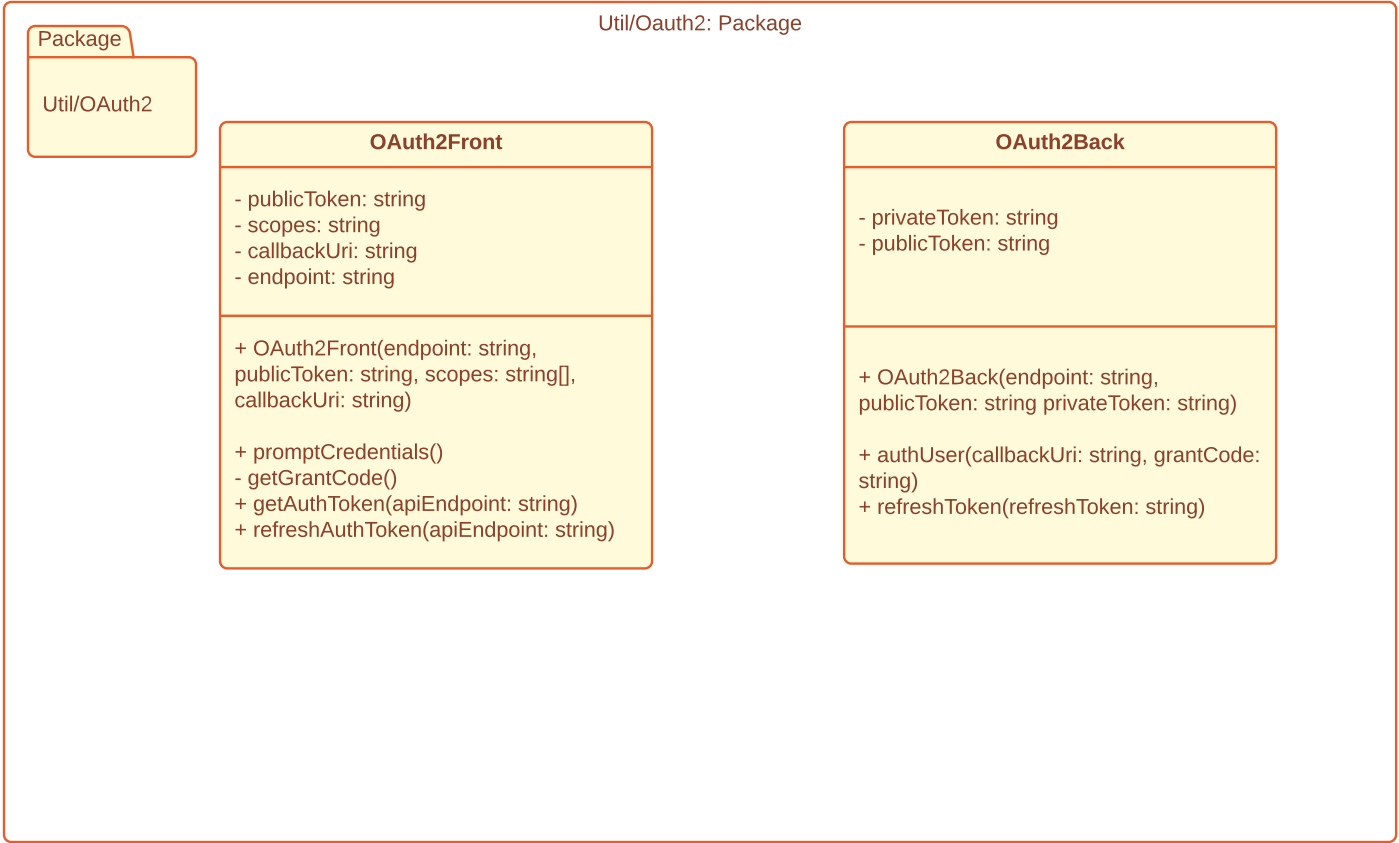 Util/Oauth2: Package
Package
Util/OAuth2
OAuth2Front
- publicToken: string
- scopes: string
- callbackUri: string
- endpoint: string
+ OAuth2Front(endpoint: string,
publicToken: string, scopes: string[],
callbackUri: string)
+ promptCredentials()
- getGrantCode()
+ getAuthToken(apiEndpoint: string)
+ refreshAuthToken(apiEndpoint: string)
OAuth2Back
- privateToken: string
- publicToken: string
+ OAuth2Back(endpoint: string,
publicToken: string privateToken: string)
+ authUser(callbackUri: string, grantCode:
string)
+ refreshToken(refreshToken: string)